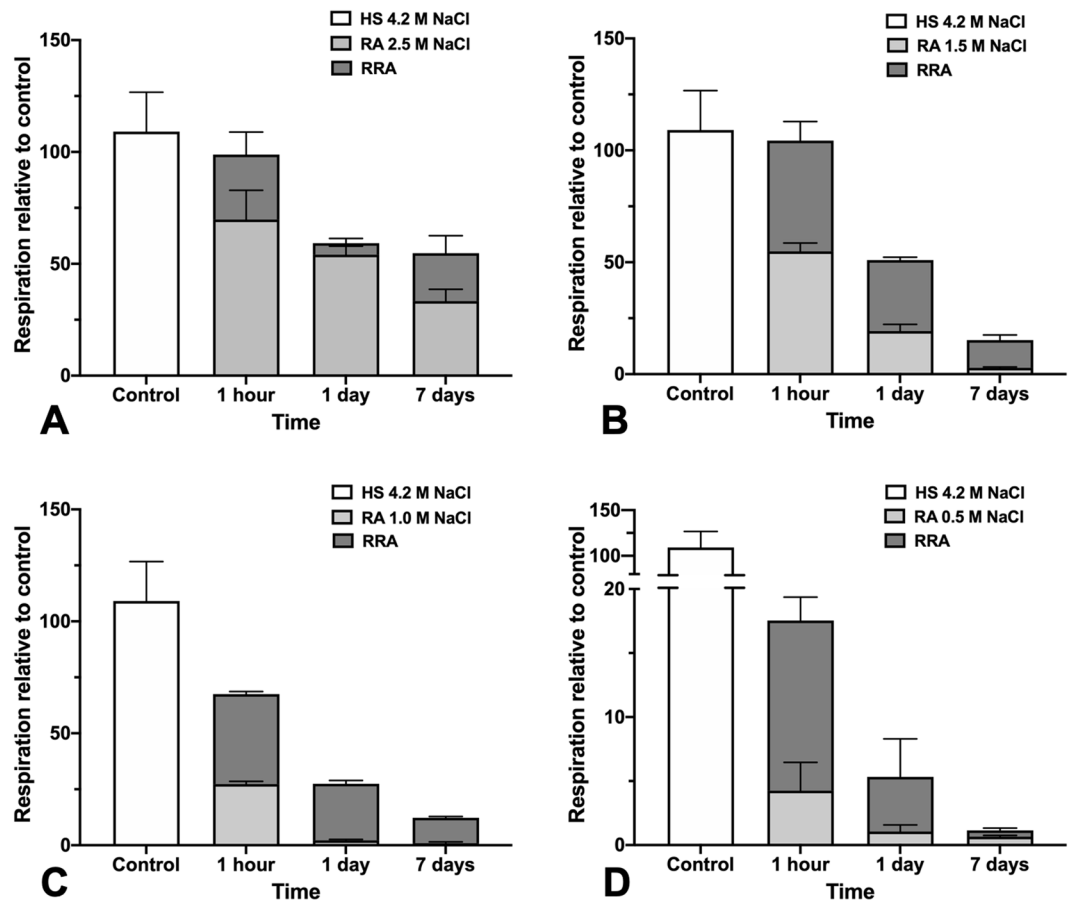 HS 4.2 M NaCl
RA 2.5 M NaCl
RRA
Respiration relative to control
150
100
50
0
Control 1 hour 1 day 7 days
Time
A
HS 4.2 M NaCl
RA 1.5 M NaCl
RRA
Respiration relative to control
150
100
50
0
Control 1 hour 1 day 7 days
Time
B
HS 4.2 M NaCl
RA 1.0 M NaCl
RRA
Respiration relative to control
150
100
50
0
Control 1 hour 1 day 7 days
Time
C
HS 4.2 M NaCl
RA 0.5 M NaCl
RRA
Respiration relative to control
150
100
20
10
0
Control 1 hour 1 day 7 days
Time
D